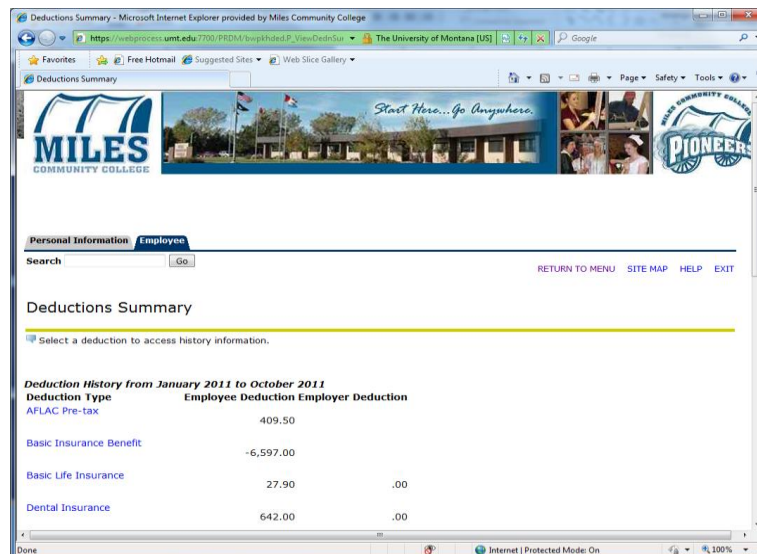 Deductions Summary - Microsoft Internet Explorer provided by Miles Community College
https://webprocess.umt.edu:7700/PRDM/bwpkhded.P_ViewDednSur The University of Montana [US] Google
Favorites Free Hotmail Suggested Sites Web Slice Gallery
Deductions Summary Page Safety Tools
Start Here...Go Anywhere.
MILES
COMMUNITY COLLEGE
MILES COMMUNITY COLLEGE
PIONEERS
Personal Information Employee
Search Go
RETURN TO MENU SITE MAP HELP EXIT
Deductions Summary
Select a deduction to access history information.
Deduction History from January 2011 to October 2011
Deduction Type Employee Deduction Employer Deduction
AFLAC Pre-tax
409.50
Basic Insurance Benefit
-6,597.00
Basic Life Insurance
27.90 .00
Dental Insurance
642.00 .00
Done Internet | Protected Mode: On 100%